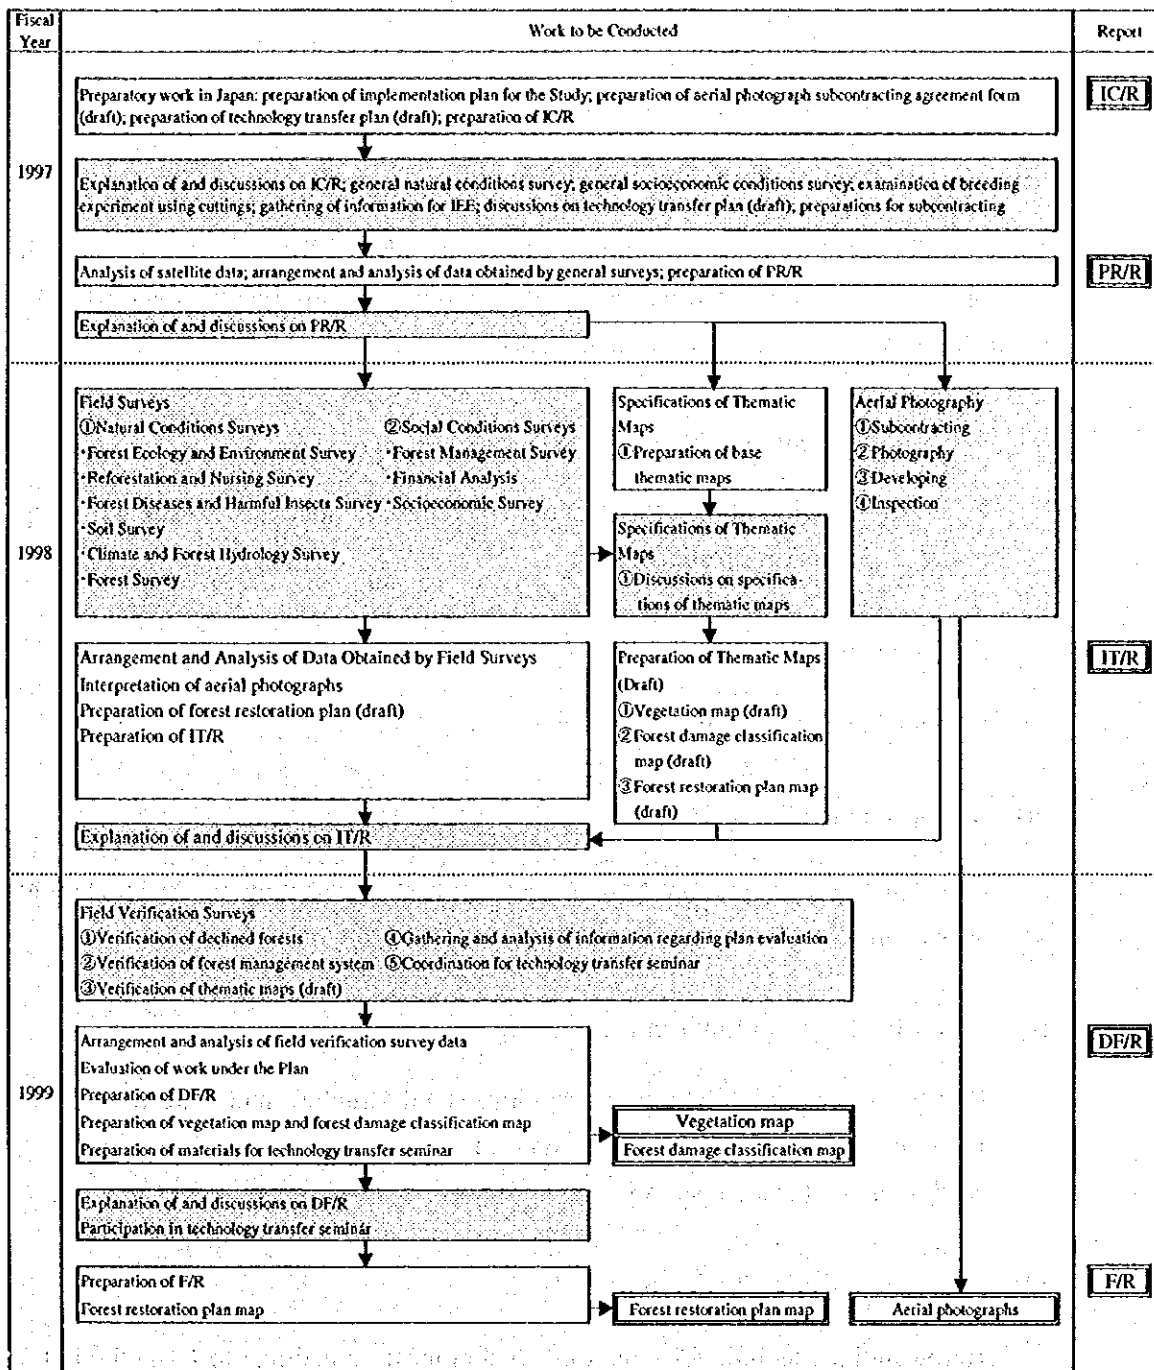 Fiscal
Year
Work to be Conducted
Report
1997
Preparatory work in Japan: preparation of implementation plan for the Study; preparation of aerial photograph subcontracting agreement form
(draft); preparation of technology transfer plan (draft); preparation of IC/R
IC/R
Explanation of and discussions on IC/R; general natural conditions survey; general socioeconomic conditions survey; examination of breeding
experiment using cuttings; gathering of information for IEE; discussions on technology transfer plan (draft); preparations for subcontracting
Analysis of satellite data; arrangement and analysis of data obtained by general surveys; preparation of PR/R
PR/R
Explanation of and discussions on PR/R
1998
Field Surveys
①Natural Conditions Surveys
・Forest Ecology and Environment Survey
・Reforestation and Nursing Survey
・Forest Diseases and Harmful Insects Survey
・Soil Survey
・Climate and Forest Hydrology Survey
・Forest Survey
②Social Conditions Surveys
・Forest Management Survey
・Financial Analysis
・Socioeconomic Survey
Specifications of Thematic
Maps
①Preparation of base
thematic maps
Specifications of Thematic
Maps
①Discussions on specifica-
tions of thematic maps
Aerial Photography
①Subcontracting
②Photography
③Developing
④Inspection
Arrangement and Analysis of Data Obtained by Field Surveys
Interpretation of aerial photographs
Preparation of forest restoration plan (draft)
Preparation of IT/R
Preparation of Thematic Maps
(Draft)
①Vegetation map (draft)
②Forest damage classification
map (draft)
③Forest restoration plan map
(draft)
IT/R
Explanation of and discussions on IT/R
1999
Field Verification Surveys
①Verification of declined forests
②Verification of forest management system
③Verification of thematic maps (draft)
④Gathering and analysis of information regarding plan evaluation
⑤Coordination for technology transfer seminar
Arrangement and analysis of field verification survey data
Evaluation of work under the Plan
Preparation of DF/R
Preparation of vegetation map and forest damage classification map
Preparation of materials for technology transfer seminar
DF/R
Vegetation map
Forest damage classification map
Explanation of and discussions on DF/R
Participation in technology transfer seminar
Preparation of F/R
Forest restoration plan map
Forest restoration plan map
Aerial photographs
F/R